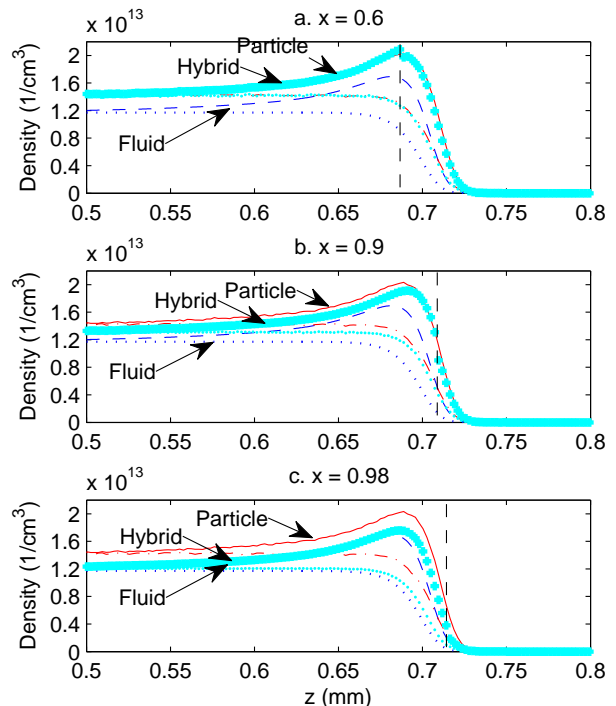 a. x = 0.6
x 10^13
Density (1/cm^3)
2
1.6
1.2
0.8
0.4
0
Particle
Hybrid
Fluid
0.5 0.55 0.6 0.65 0.7 0.75 0.8
b. x = 0.9
x 10^13
Density (1/cm^3)
2
1.6
1.2
0.8
0.4
0
Particle
Hybrid
Fluid
0.5 0.55 0.6 0.65 0.7 0.75 0.8
c. x = 0.98
x 10^13
Density (1/cm^3)
2
1.6
1.2
0.8
0.4
0
Particle
Hybrid
Fluid
0.5 0.55 0.6 0.65 0.7 0.75 0.8
z (mm)